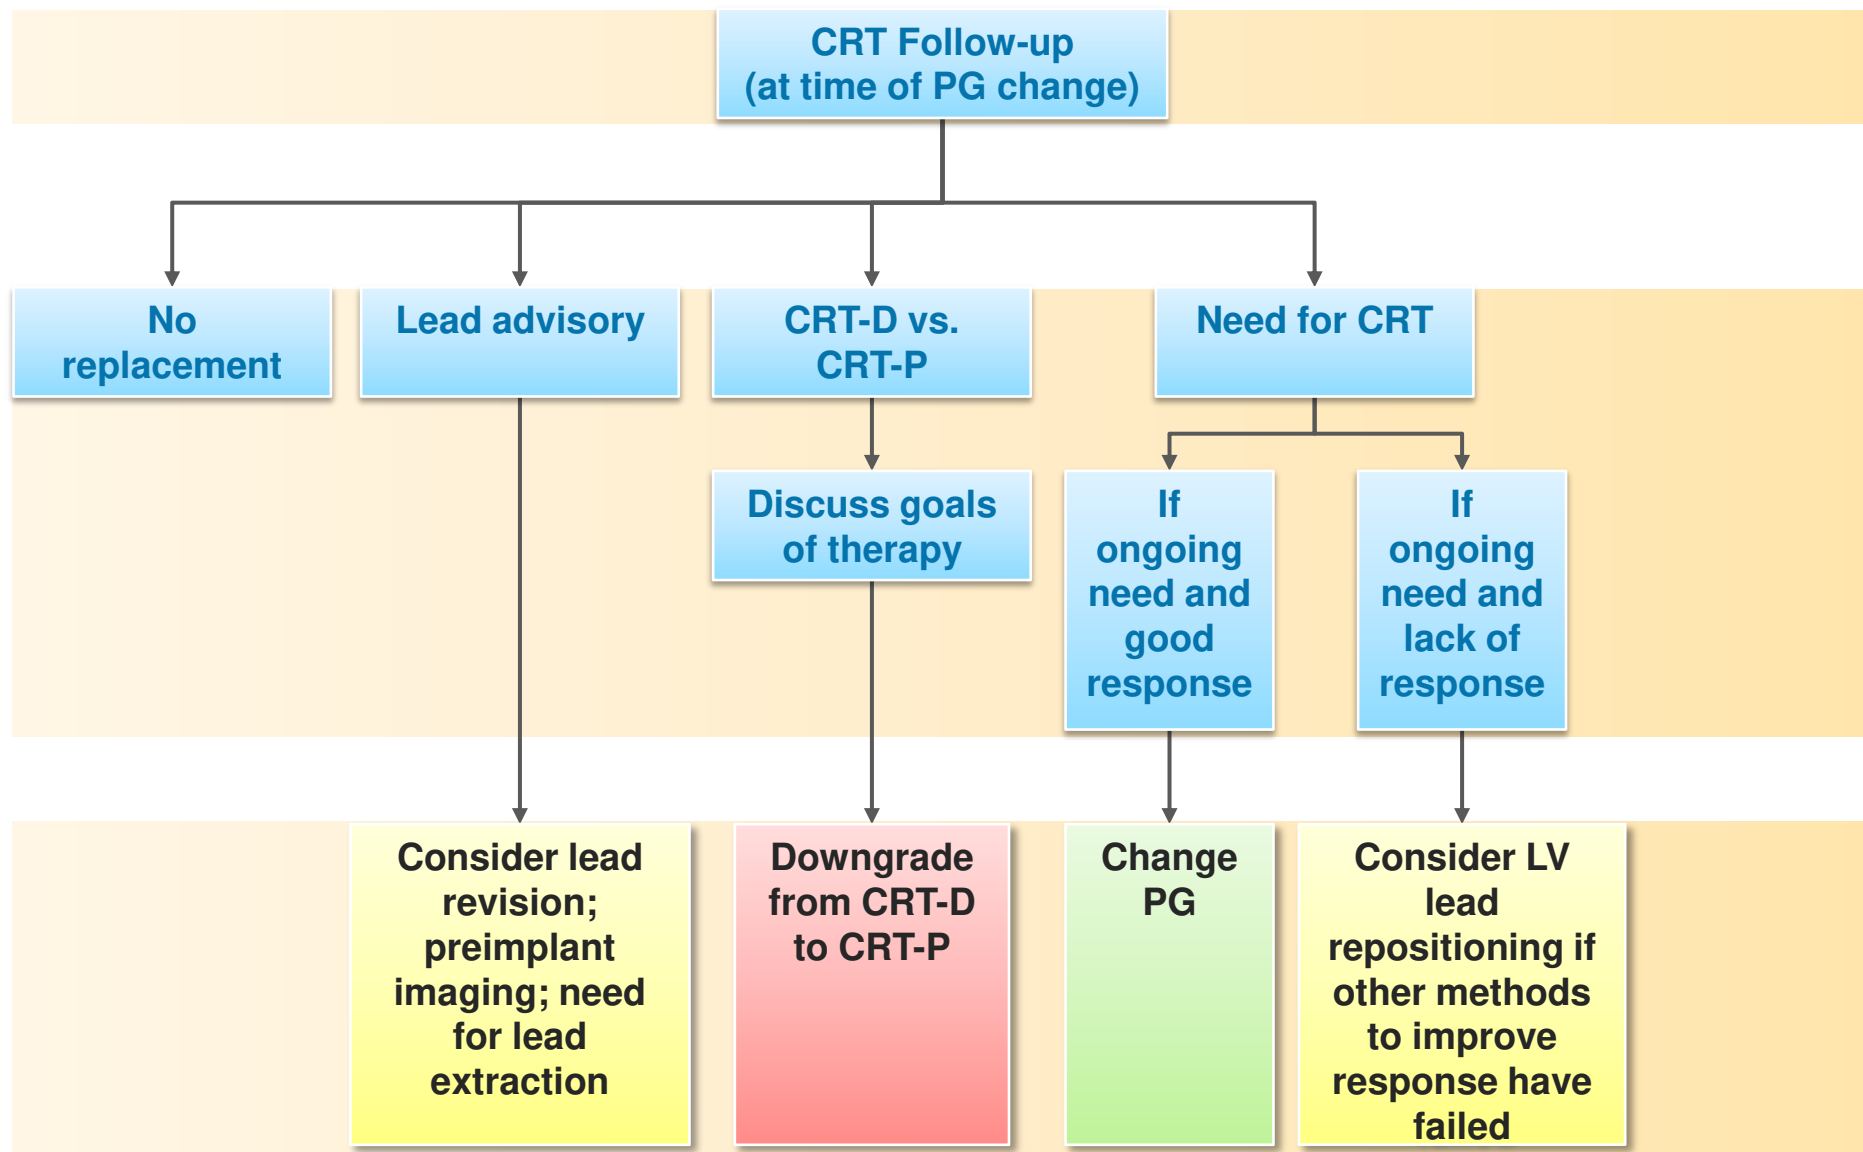 CRT Follow-up
(at time of PG change)
No
replacement
Lead advisory
CRT-D vs.
CRT-P
Need for CRT
Discuss goals
of therapy
If
ongoing
need and
good
response
If
ongoing
need and
lack of
response
Consider lead
revision;
preimplant
imaging; need
for lead
extraction
Downgrade
from CRT-D
to CRT-P
Change
PG
Consider LV
lead
repositioning if
other methods
to improve
response have
failed